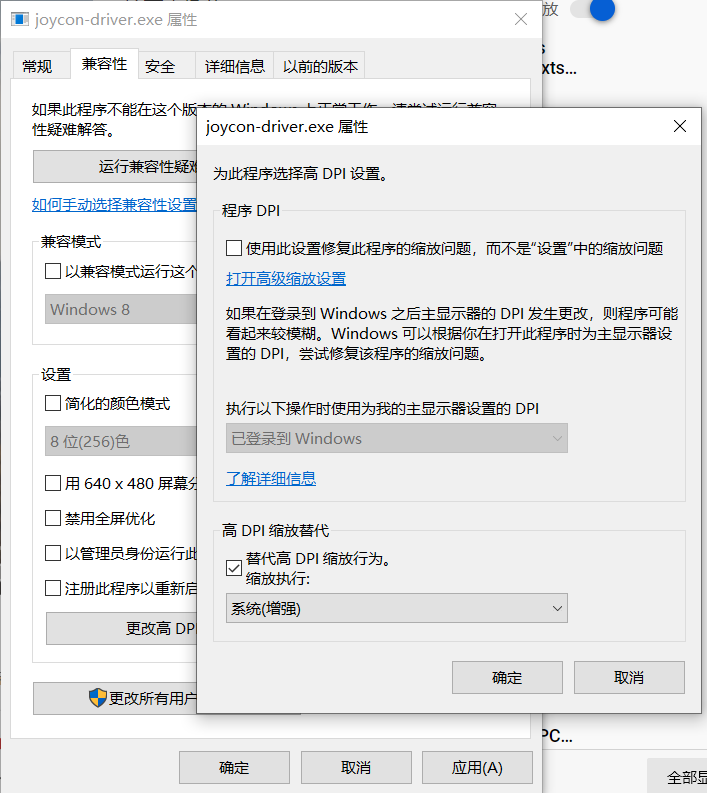 joycon-driver.exe 属性
放
常规
兼容性
安全
详细信息
以前的版本
xts...
如果此程序不能在这个版本的 Windows 上正常工作，请尝试运行兼容
性疑难解答。
运行兼容性疑难
如何手动选择兼容性设置
兼容模式
以兼容模式运行这个
Windows 8
设置
简化的颜色模式
8 位(256)色
用 640 x 480 屏幕分
禁用全屏优化
以管理员身份运行此
注册此程序以重新启
更改高 DPI
更改所有用户
确定
取消
应用(A)
joycon-driver.exe 属性
为此程序选择高 DPI 设置。
程序 DPI
使用此设置修复此程序的缩放问题，而不是“设置”中的缩放问题
打开高级缩放设置
如果在登录到 Windows 之后主显示器的 DPI 发生更改，则程序可能
看起来较模糊。Windows 可以根据你在打开此程序时为主显示器设
置的 DPI，尝试修复该程序的缩放问题。
执行以下操作时使用为我的主显示器设置的 DPI
已登录到 Windows
了解详细信息
高 DPI 缩放替代
替代高 DPI 缩放行为。
缩放执行:
系统(增强)
确定
取消
PC...
全部显